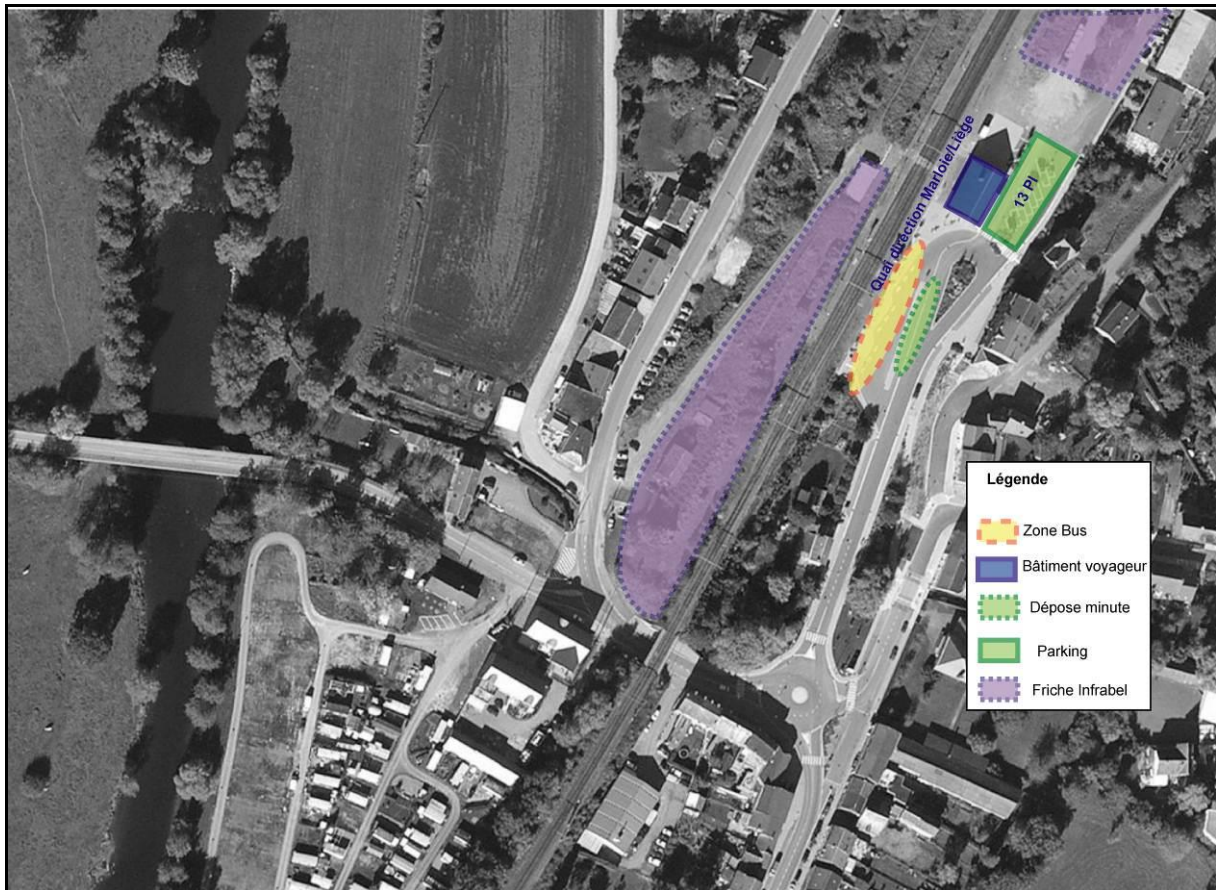 Quai direction Marloie/Liège
13 Pl
Légende
Zone Bus
Bâtiment voyageur
Dépose minute
Parking
Friche Infrabel